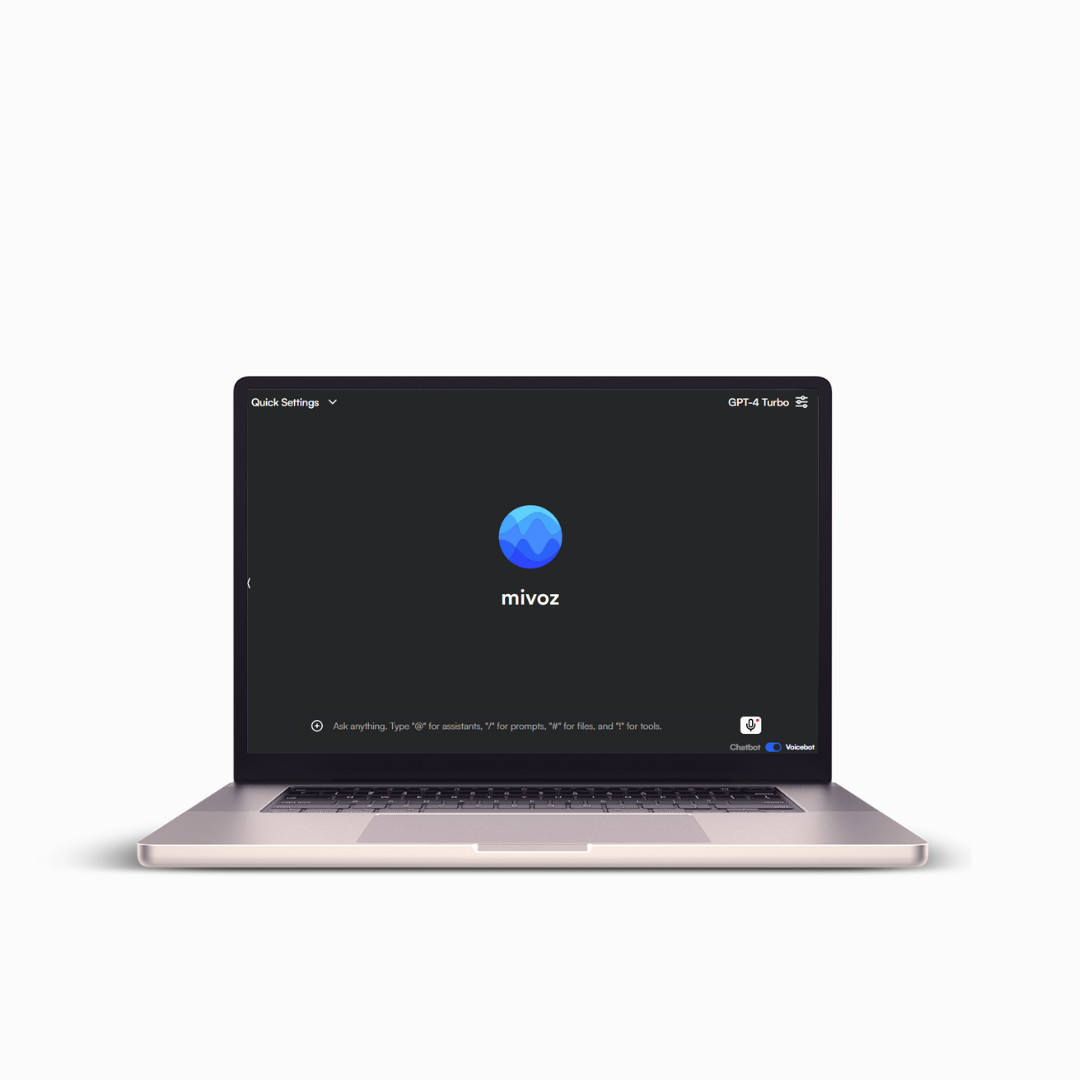 Quick Settings
GPT-4 Turbo
mivoz
Ask anything. Type "@" for assistants, "/" for prompts, "#" for files, and "!" for tools.
Chatbot
Voicebot